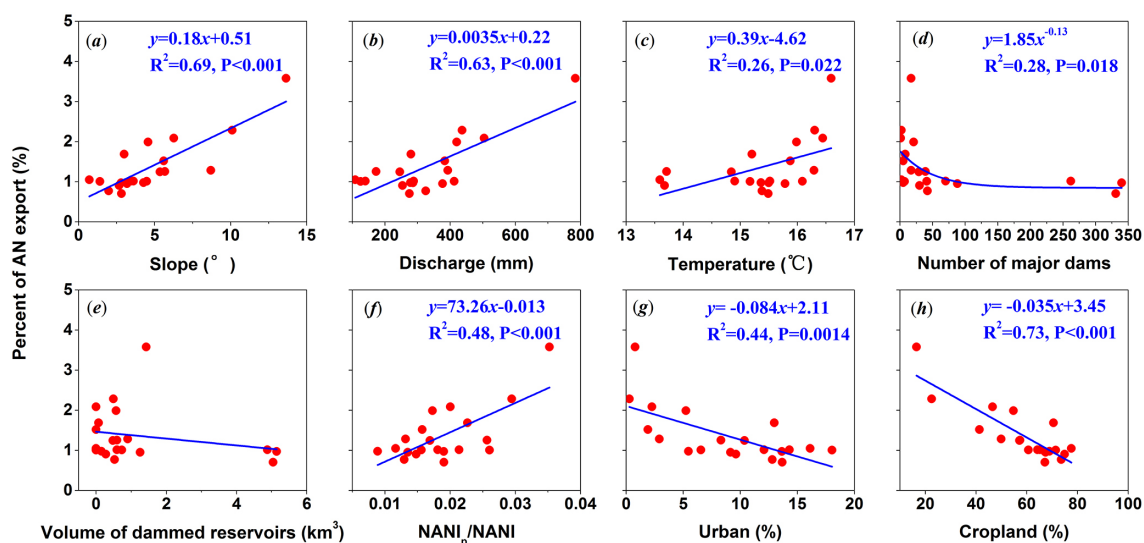 Percent of AN export (%)
(a)
y=0.18x+0.51
R²=0.69, P<0.001
5
4
3
2
1
0
0 5 10 15
Slope (°)
(b)
y=0.0035x+0.22
R²=0.63, P<0.001
200 400 600 800
Discharge (mm)
(c)
y=0.39x-4.62
R²=0.26, P=0.022
13 14 15 16 17
Temperature (℃)
(d)
y=1.85x⁻⁰·¹³
R²=0.28, P=0.018
0 50 100 150 200 250 300 350
Number of major dams
(e)
5
4
3
2
1
0
0 2 4 6
Volume of dammed reservoirs (km³)
(f)
y=73.26x-0.013
R²=0.48, P<0.001
0.01 0.02 0.03 0.04
NANIₙ/NANI
(g)
y= -0.084x+2.11
R²=0.44, P=0.0014
0 5 10 15 20
Urban (%)
(h)
y= -0.035x+3.45
R²=0.73, P<0.001
20 40 60 80 100
Cropland (%)